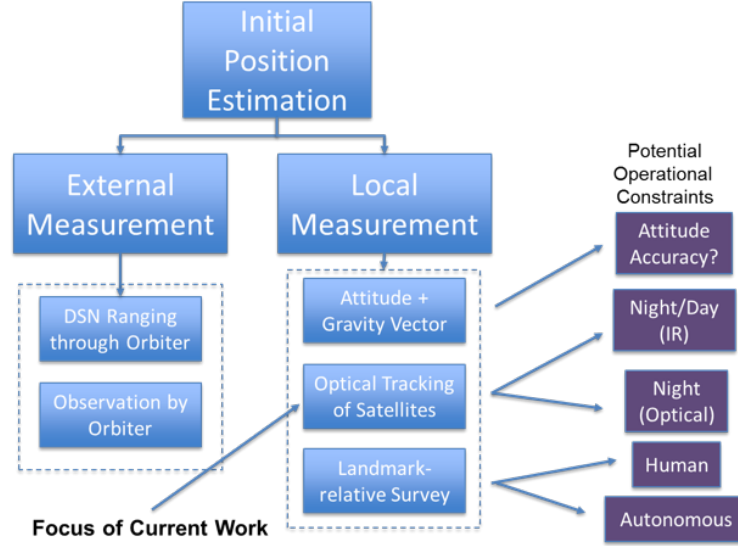 Initial
Position
Estimation
External
Measurement
Local
Measurement
Potential
Operational
Constraints
DSN Ranging
through Orbiter
Observation by
Orbiter
Attitude +
Gravity Vector
Optical Tracking
of Satellites
Landmark-
relative Survey
Attitude
Accuracy?
Night/Day
(IR)
Night
(Optical)
Human
Autonomous
Focus of Current Work